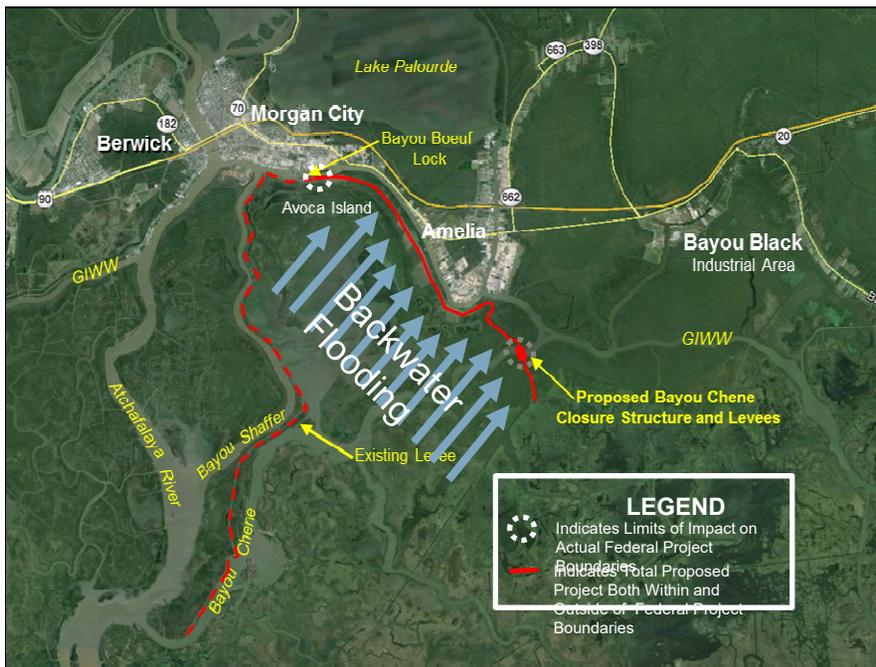 663
398
Lake Palourde
70
Morgan City
182
Berwick
Bayou Boeuf
Lock
20
90
662
Avoca Island
Amelia
Bayou Black
Industrial Area
GIWW
Backwater
Flooding
GIWW
Proposed Bayou Chene
Closure Structure and Levees
Atchafalaya River
Bayou Shaffer
Existing Levee
Bayou Cherie
LEGEND
Indicates Limits of Impact on
Actual Federal Project
Boundaries
Indicates Total Proposed
Project Both Within and
Outside of Federal Project
Boundaries